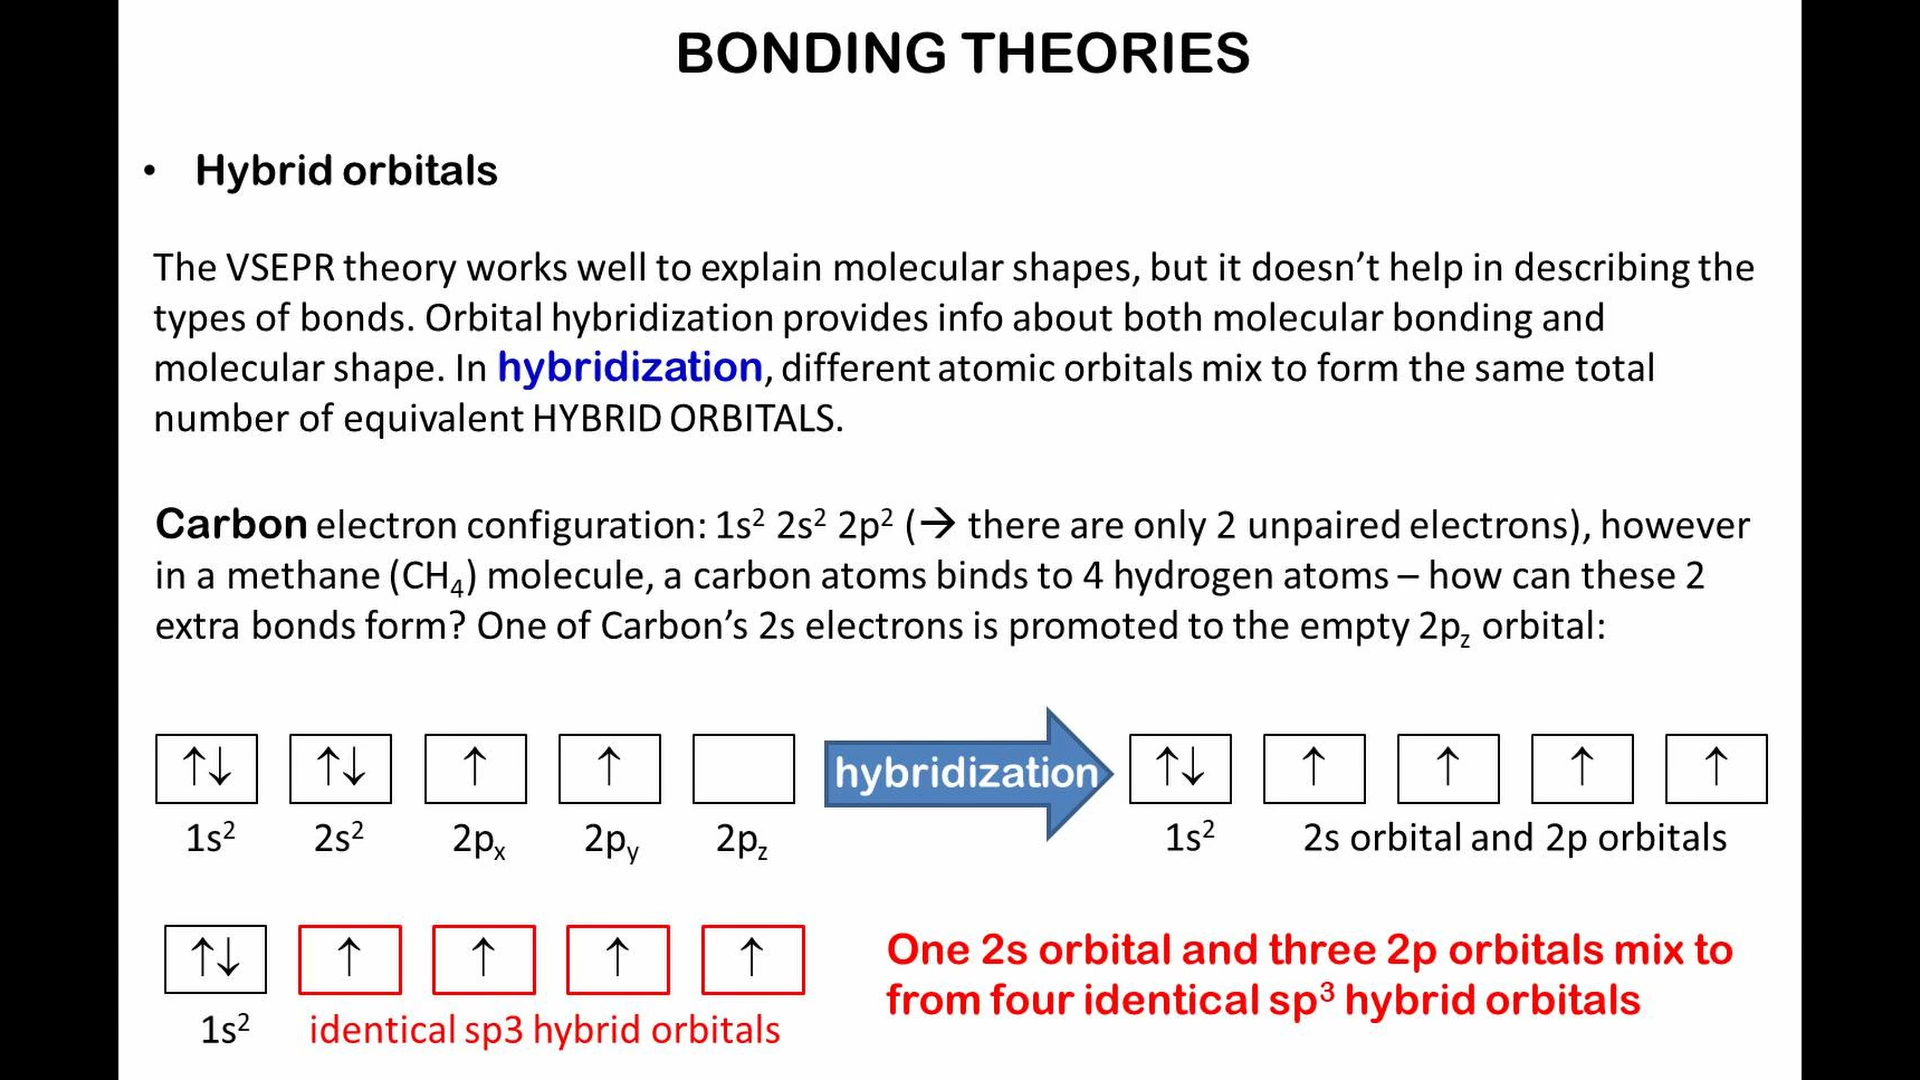 BONDING THEORIES
• Hybrid orbitals
The VSEPR theory works well to explain molecular shapes, but it doesn’t help in describing the
types of bonds. Orbital hybridization provides info about both molecular bonding and
molecular shape. In hybridization, different atomic orbitals mix to form the same total
number of equivalent HYBRID ORBITALS.
Carbon electron configuration: 1s² 2s² 2p² (→ there are only 2 unpaired electrons), however
in a methane (CH₄) molecule, a carbon atoms binds to 4 hydrogen atoms – how can these 2
extra bonds form? One of Carbon’s 2s electrons is promoted to the empty 2p_z orbital:
↑↓ ↑↓ ↑ ↑ hybridization ↑↓ ↑ ↑ ↑ ↑
1s² 2s² 2pₓ 2p_y 2p_z 1s² 2s orbital and 2p orbitals
↑↓ ↑ ↑ ↑ ↑
One 2s orbital and three 2p orbitals mix to
from four identical sp³ hybrid orbitals
1s² identical sp3 hybrid orbitals